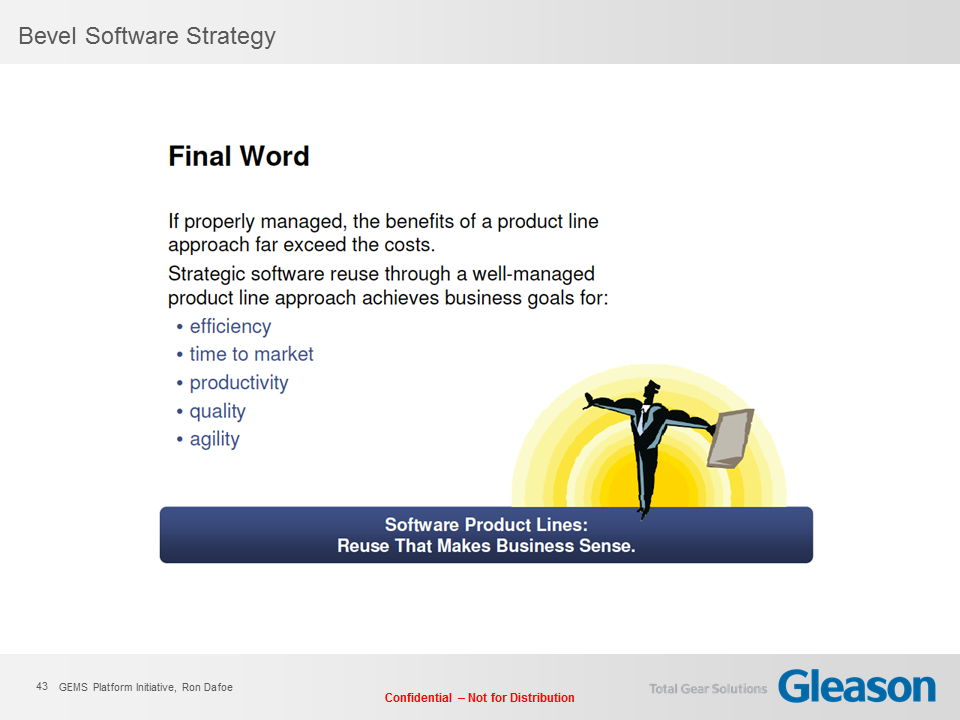 Bevel Software Strategy
Final Word
If properly managed, the benefits of a product line
approach far exceed the costs.
Strategic software reuse through a well-managed
product line approach achieves business goals for:
• efficiency
• time to market
• productivity
• quality
• agility
Software Product Lines:
Reuse That Makes Business Sense.
43 GEMS Platform Initiative, Ron Dafoe
Confidential – Not for Distribution
Total Gear Solutions Gleason